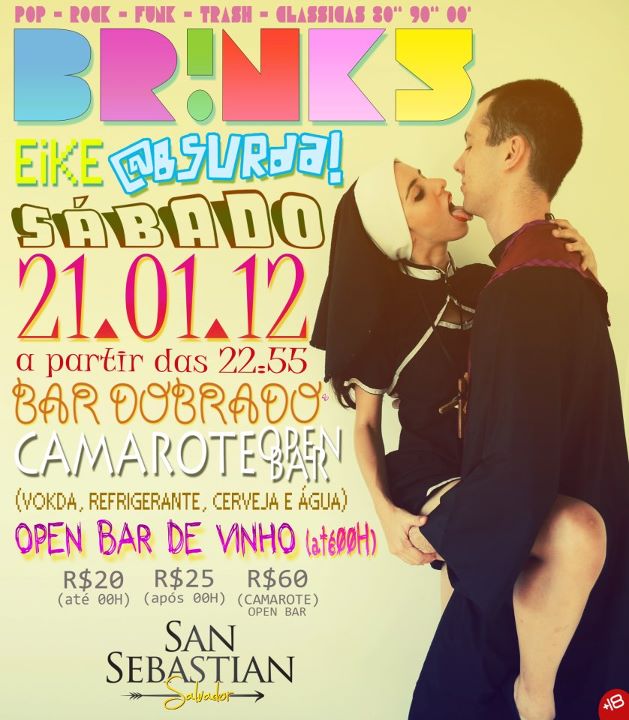 POP - ROCK - FUNK - TRASH - CLASSICAS 80'' 90'' 00'
BR!NKS
EiKE @bSURda!
SÁBADO
21.01.12
a partir das 22:55
BAR DOBRADO
CAMAROTE OPEN BAR
(VOKDA, REFRIGERANTE, CERVEJA E ÁGUA)
OPEN BAR DE VINHO (até00H)
R$20 R$25 R$60
(até 00H) (após 00H) (CAMAROTE)
OPEN BAR
SAN
SEBASTIAN
Salvador
+18